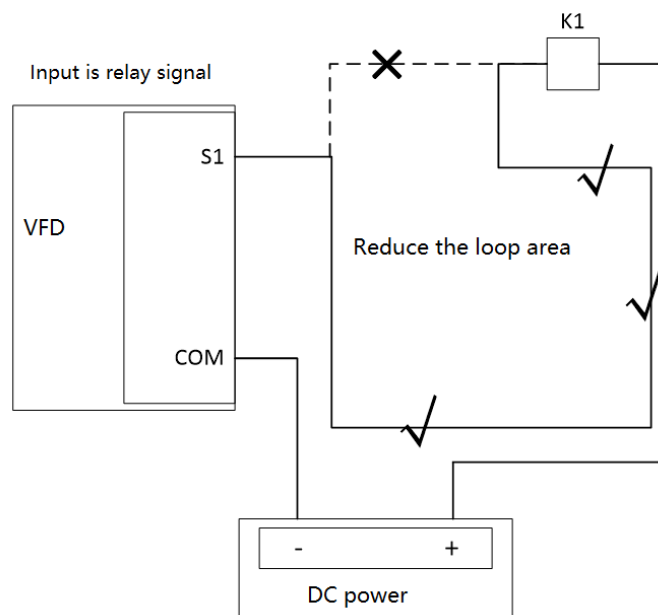 K1
Input is relay signal
S1
VFD
Reduce the loop area
COM
- +
DC power